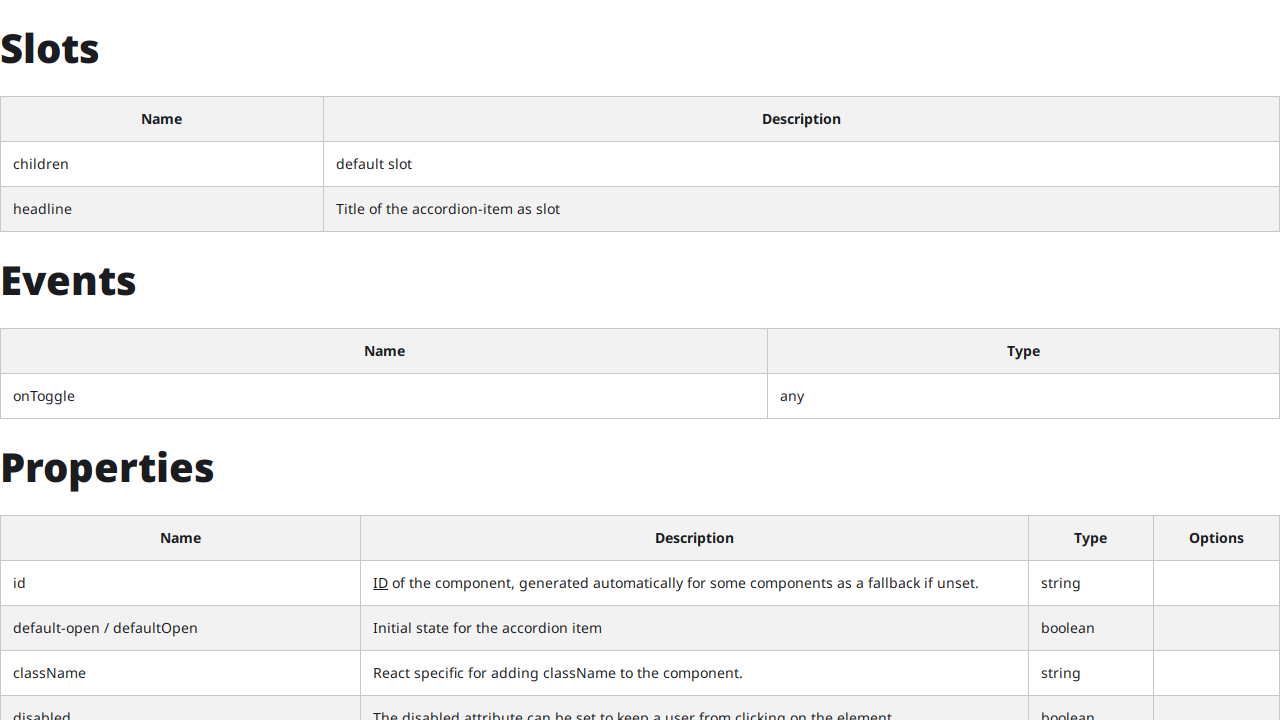 Slots
Name Description
children default slot
headline Title of the accordion-item as slot
Events
Name Type
onToggle any
Properties
Name Description Type Options
id ID of the component, generated automatically for some components as a fallback if unset. string
default-open / defaultOpen Initial state for the accordion item boolean
className React specific for adding className to the component. string
disabled The disabled attribute can be set to keep a user from clicking on the element. boolean